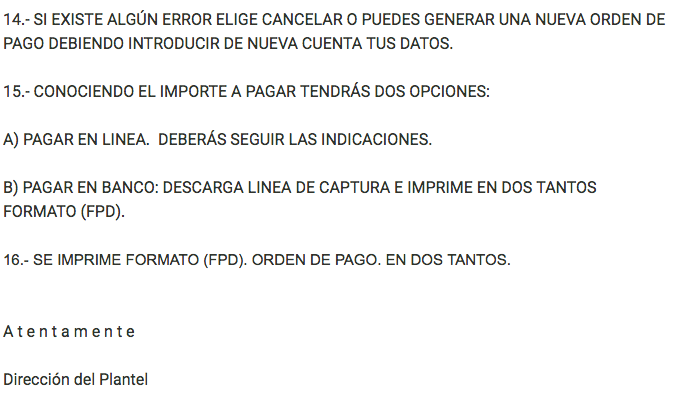 14.- SI EXISTE ALGÚN ERROR ELIGE CANCELAR O PUEDES GENERAR UNA NUEVA ORDEN DE
PAGO DEBIENDO INTRODUCIR DE NUEVA CUENTA TUS DATOS.
15.- CONOCIENDO EL IMPORTE A PAGAR TENDRÁS DOS OPCIONES:
A) PAGAR EN LINEA.  DEBERÁS SEGUIR LAS INDICACIONES.
B) PAGAR EN BANCO: DESCARGA LINEA DE CAPTURA E IMPRIME EN DOS TANTOS
FORMATO (FPD).
16.- SE IMPRIME FORMATO (FPD). ORDEN DE PAGO. EN DOS TANTOS.
A t e n t a m e n t e
Dirección del Plantel